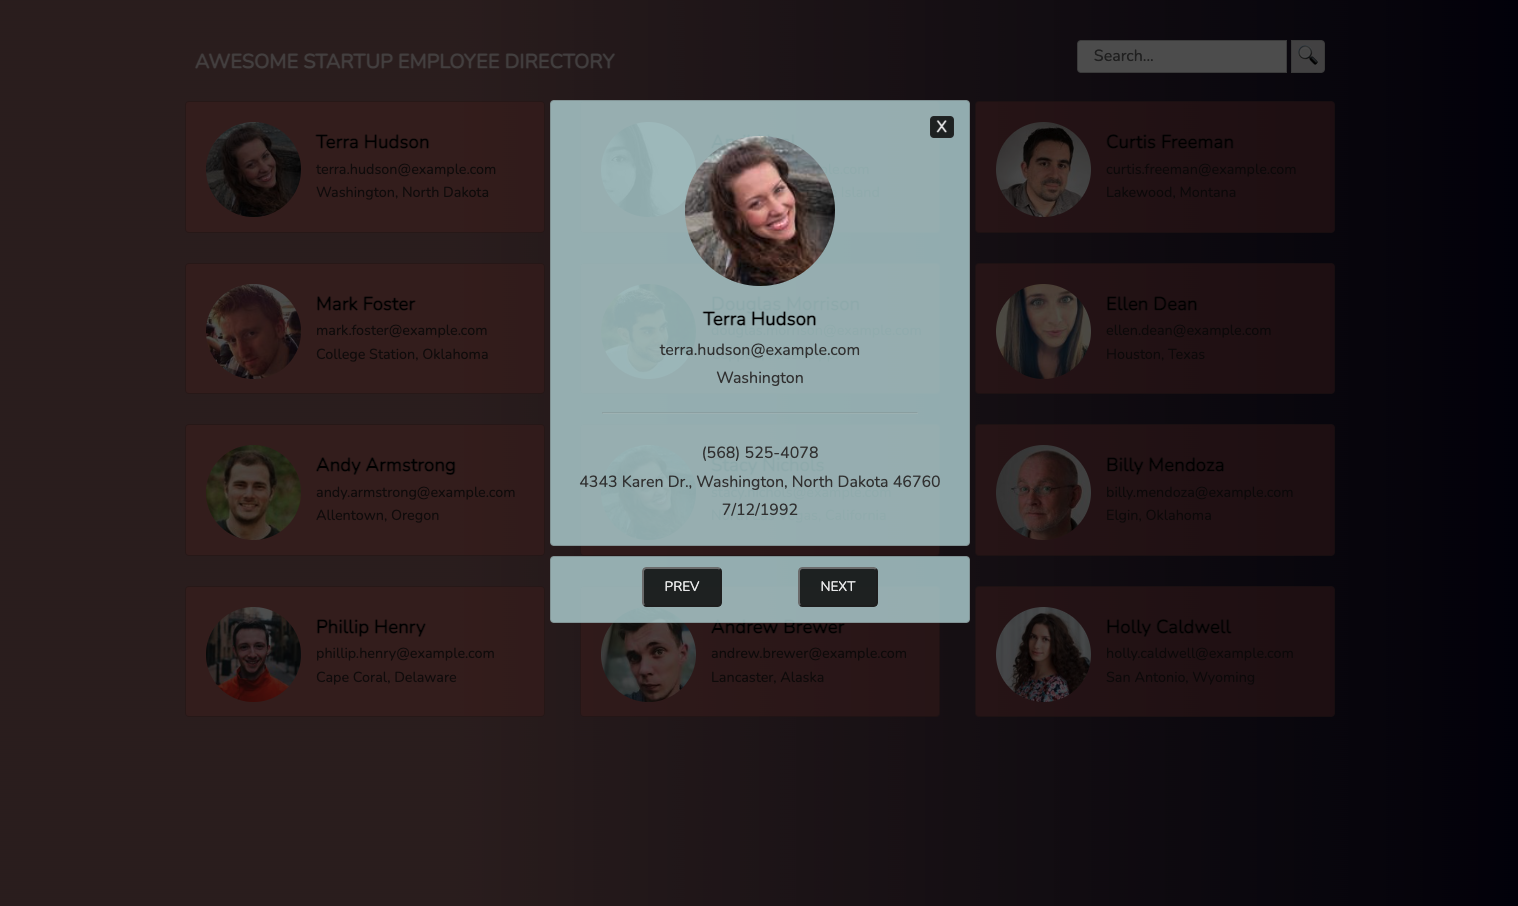 AWESOME STARTUP EMPLOYEE DIRECTORY
Search...
Terra Hudson
terra.hudson@example.com
Washington, North Dakota
X
Terra Hudson
terra.hudson@example.com
Washington
(568) 525-4078
4343 Karen Dr., Washington, North Dakota 46760
7/12/1992
PREV
NEXT
Curtis Freeman
curtis.freeman@example.com
Lakewood, Montana
Mark Foster
mark.foster@example.com
College Station, Oklahoma
Douglas Morrison
Ellen Dean
ellen.dean@example.com
Houston, Texas
Andy Armstrong
andy.armstrong@example.com
Allentown, Oregon
Stacy Nichols
Billy Mendoza
billy.mendoza@example.com
Elgin, Oklahoma
Phillip Henry
phillip.henry@example.com
Cape Coral, Delaware
Andrew Brewer
andrew.brewer@example.com
Lancaster, Alaska
Holly Caldwell
holly.caldwell@example.com
San Antonio, Wyoming